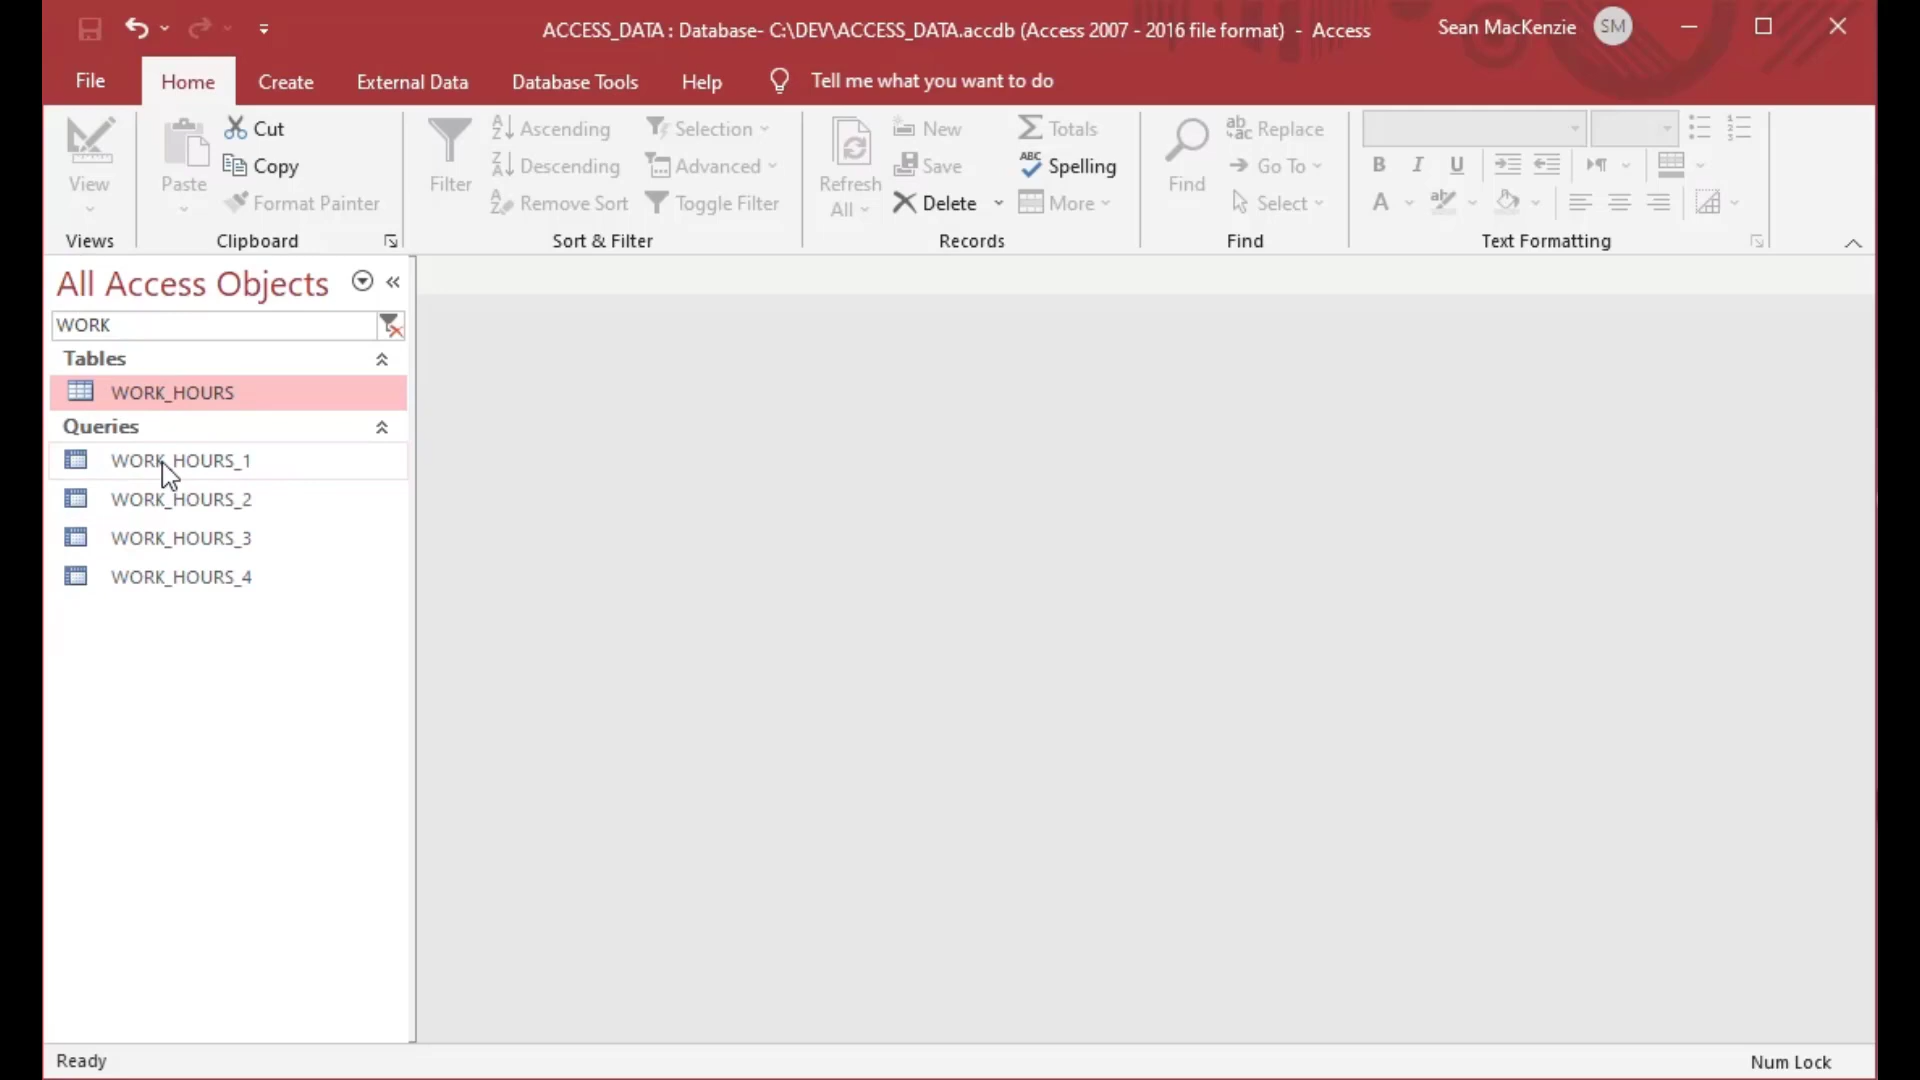 ACCESS_DATA : Database- C:\DEV\ACCESS_DATA.accdb (Access 2007 - 2016 file format) - Access
Sean MacKenzie SM
File Home Create External Data Database Tools Help Tell me what you want to do
View
Views
Paste
Cut
Copy
Format Painter
Clipboard
Filter
Ascending
Descending
Remove Sort
Selection
Advanced
Toggle Filter
Sort & Filter
Refresh
All
New
Save
Delete
Totals
Spelling
More
Records
Find
Replace
Go To
Select
Find
B I U
A
Text Formatting
All Access Objects
WORK
Tables
WORK_HOURS
Queries
WORK_HOURS_1
WORK_HOURS_2
WORK_HOURS_3
WORK_HOURS_4
Ready
Num Lock